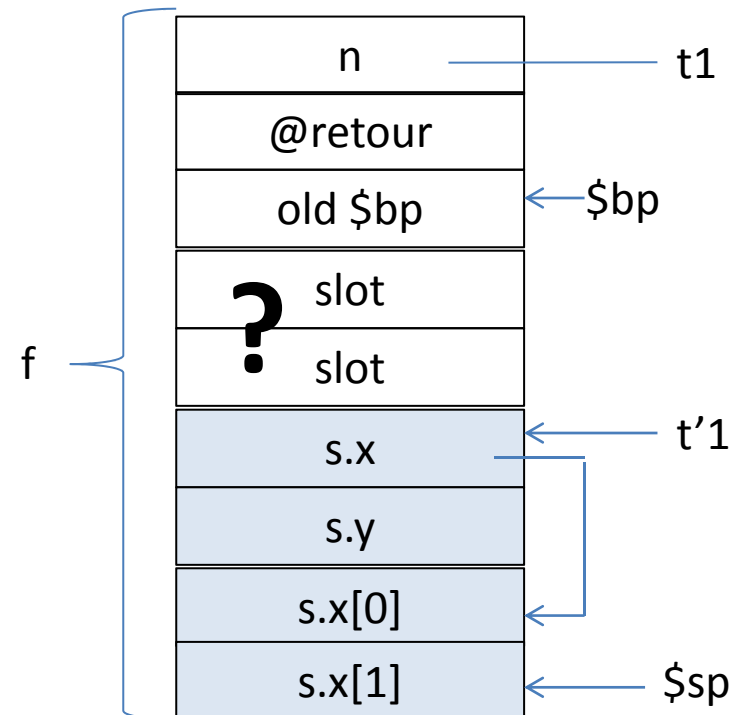 n
t1
@retour
old $bp
$bp
?
slot
slot
f
s.x
t’1
s.y
s.x[0]
s.x[1]
$sp